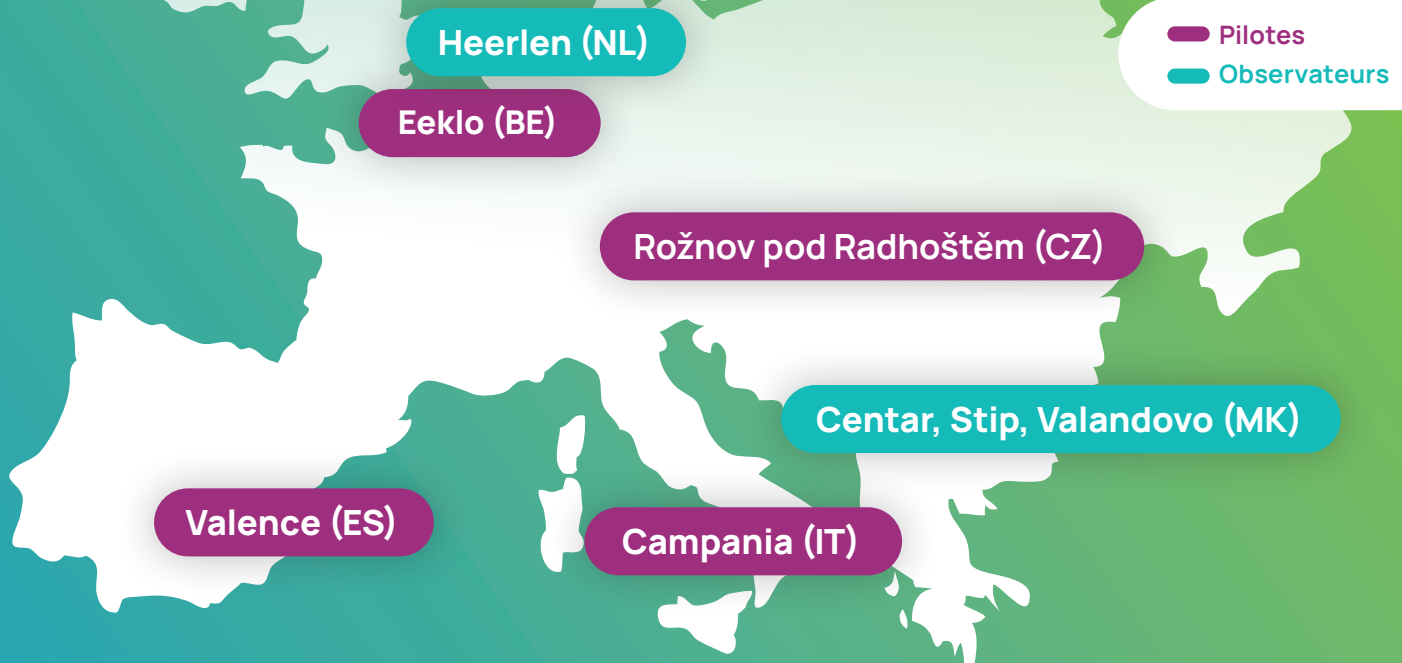 Heerlen (NL)
Pilotes
Observateurs
Eeklo (BE)
Rožnov pod Radhoštěm (CZ)
Centar, Stip, Valandovo (MK)
Valence (ES)
Campania (IT)